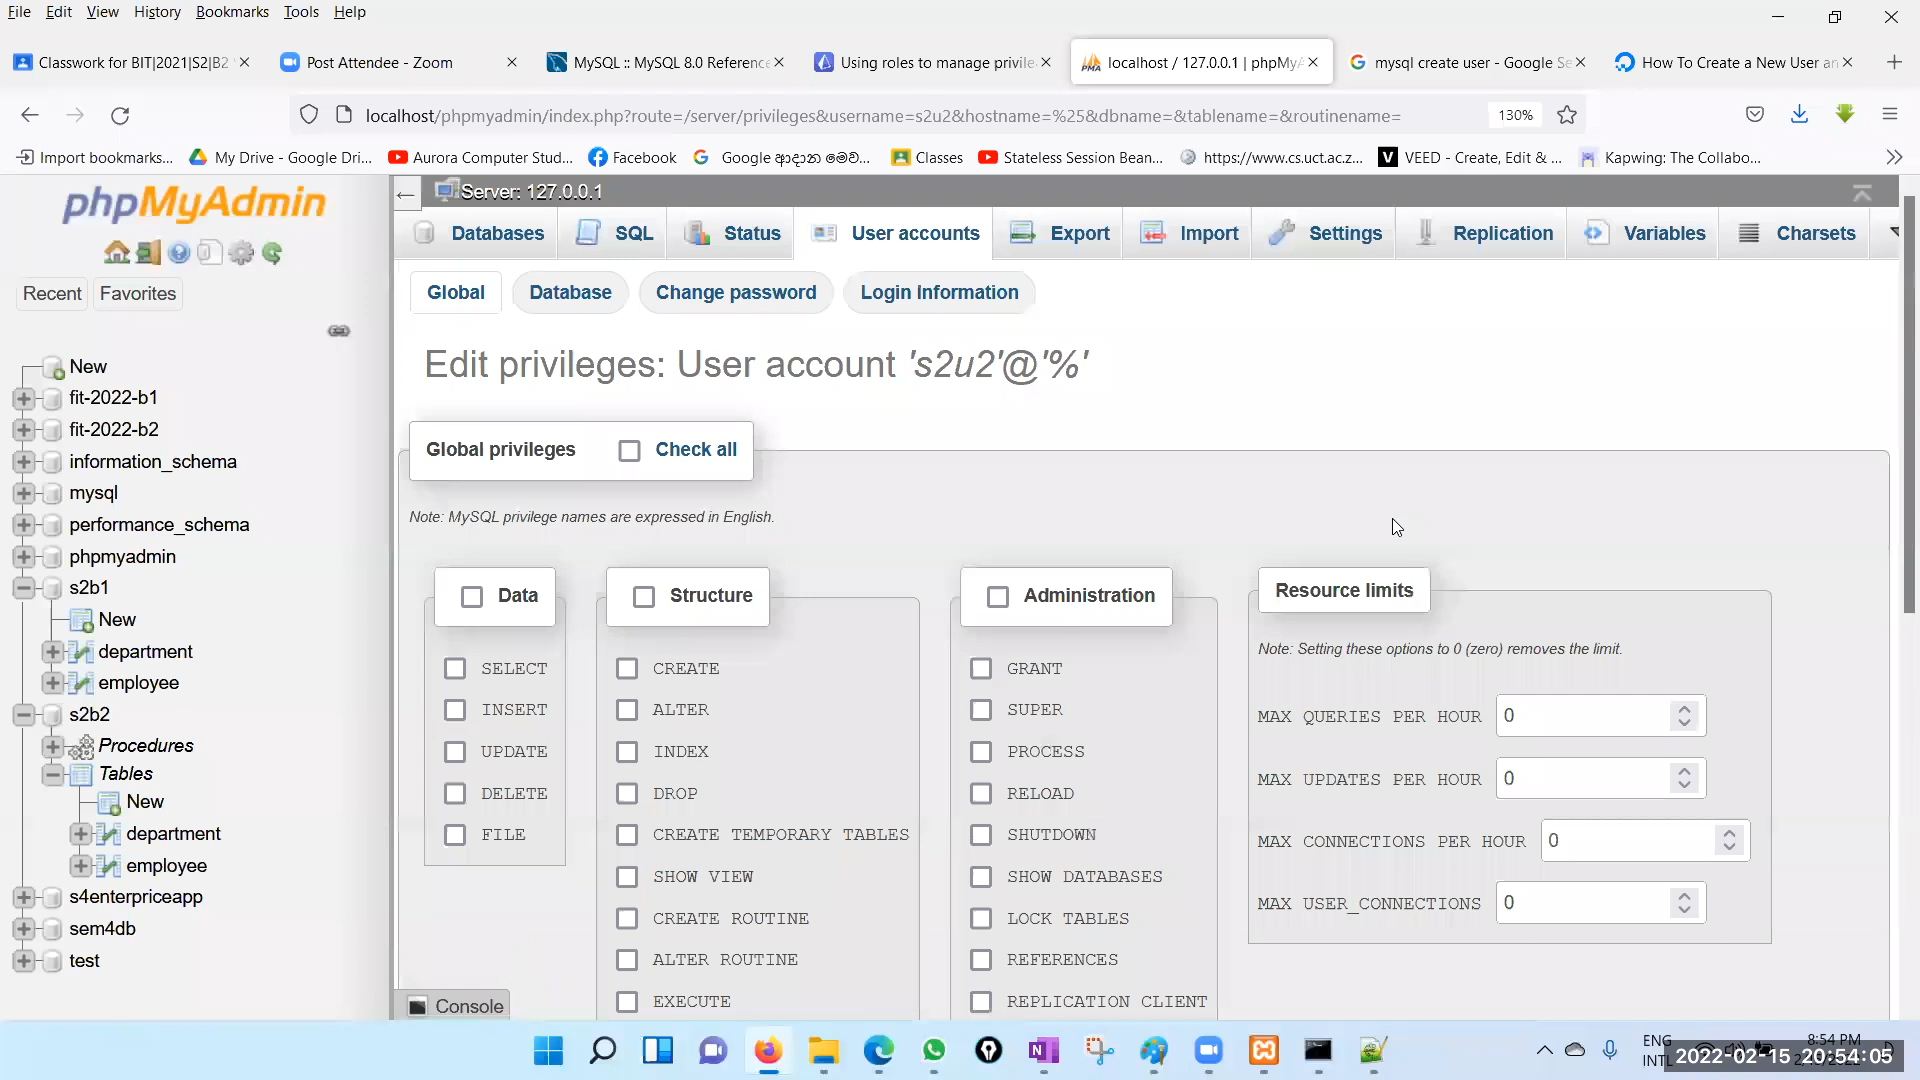 File Edit View History Bookmarks Tools Help
Classwork for BIT|2021|S2|B2
Post Attendee - Zoom
MySQL :: MySQL 8.0 Reference
Using roles to manage privile
localhost / 127.0.0.1 | phpMyA
mysql create user - Google Se
How To Create a New User an
localhost/phpmyadmin/index.php?route=/server/privileges&username=s2u2&hostname=%25&dbname=&tablename=&routinename=
130%
Import bookmarks...
My Drive - Google Dri...
Aurora Computer Stud...
Facebook
Google ආදාන මෙව...
Classes
Stateless Session Bean...
https://www.cs.uct.ac.z...
VEED - Create, Edit & ...
Kapwing: The Collabo...
phpMyAdmin
Recent Favorites
New
fit-2022-b1
fit-2022-b2
information_schema
mysql
performance_schema
phpmyadmin
s2b1
New
department
employee
s2b2
Procedures
Tables
New
department
employee
s4enterpriceapp
sem4db
test
Server: 127.0.0.1
Databases SQL Status User accounts Export Import Settings Replication Variables Charsets
Global Database Change password Login Information
Edit privileges: User account 's2u2'@'%'
Global privileges Check all
Note: MySQL privilege names are expressed in English.
Data
SELECT
INSERT
UPDATE
DELETE
FILE
Structure
CREATE
ALTER
INDEX
DROP
CREATE TEMPORARY TABLES
SHOW VIEW
CREATE ROUTINE
ALTER ROUTINE
EXECUTE
Administration
GRANT
SUPER
PROCESS
RELOAD
SHUTDOWN
SHOW DATABASES
LOCK TABLES
REFERENCES
REPLICATION CLIENT
Resource limits
Note: Setting these options to 0 (zero) removes the limit.
MAX QUERIES PER HOUR 0
MAX UPDATES PER HOUR 0
MAX CONNECTIONS PER HOUR 0
MAX USER_CONNECTIONS 0
Console
ENG
INTL
8:54 PM
2022-02-15 20:54:05